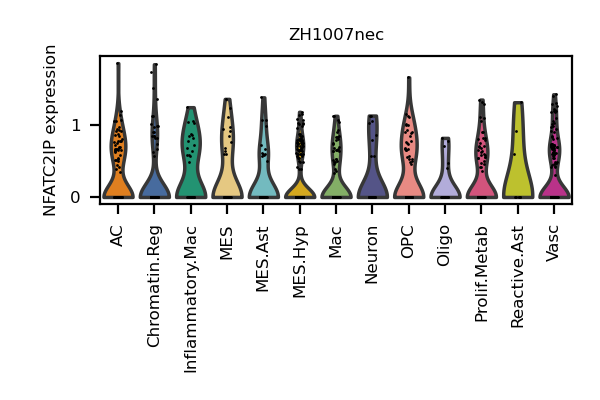 ZH1007nec
NFATC2IP expression
1
0
AC
Chromatin.Reg
Inflammatory.Mac
MES
MES.Ast
MES.Hyp
Mac
Neuron
OPC
Oligo
Prolif.Metab
Reactive.Ast
Vasc